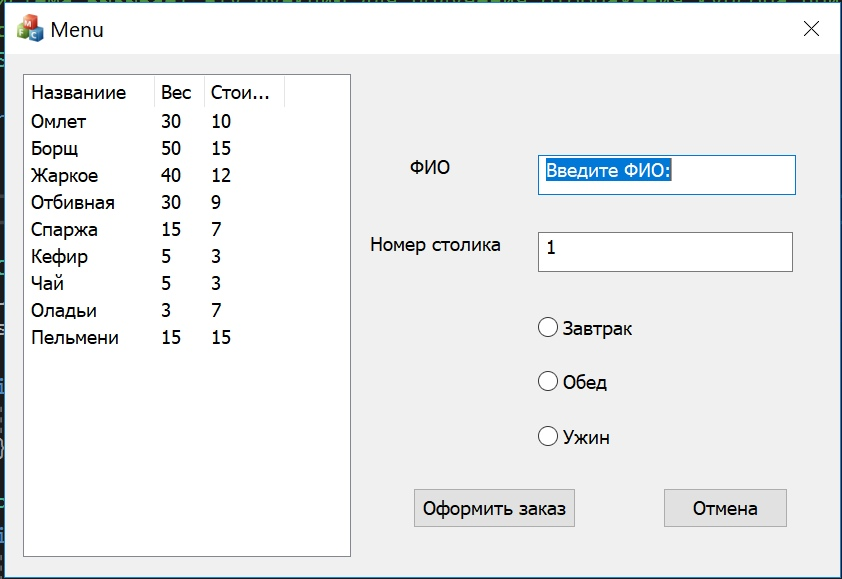 Menu
Названиие Вес Стои...
Омлет 30 10
Борщ 50 15
Жаркое 40 12
Отбивная 30 9
Спаржа 15 7
Кефир 5 3
Чай 5 3
Оладьи 3 7
Пельмени 15 15
ФИО Введите ФИО:
Номер столика 1
Завтрак
Обед
Ужин
Оформить заказ Отмена